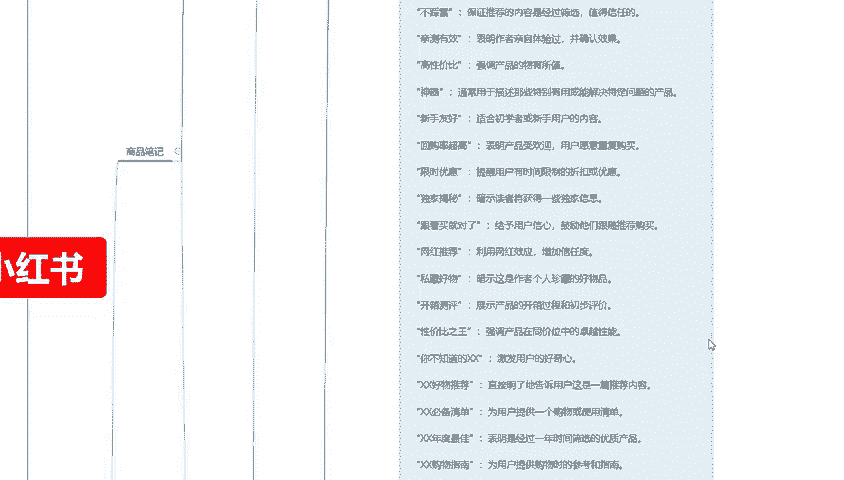 "不踩雷"：保证推荐的内容是经过筛选，值得信任的。
"亲测有效"：表明作者亲自体验过，并确认效果。
"高性价比"：强调产品的物有所值。
"神器"：通常用于描述那些特别有用或能解决特定问题的产品。
"新手友好"：适合初学者或新手用户的内容。
商品笔记
"回购率超高"：表明产品受欢迎，用户愿意重复购买。
"限时优惠"：提醒用户有时间限制的折扣或优惠。
"独家揭秘"：暗示读者将获得一些独家信息。
"跟着买就对了"：给予用户信心，鼓励他们跟随推荐购买。
小红书
"网红推荐"：利用网红效应，增加信任度。
"私藏好物"：暗示这是作者个人珍藏的好物品。
"开箱测评"：展示产品的开箱过程和初步评价。
"性价比之王"：强调产品在同价位中的卓越性能。
"你不知道的XX"：激发用户的好奇心。
"XX好物推荐"：直接明了地告诉用户这是一篇推荐内容。
"XX必备清单"：为用户提供一个购物或使用清单。
"XX年度最佳"：表明是经过一年时间筛选的优质产品。
"XX购物指南"：为用户提供购物时的参考和指南。